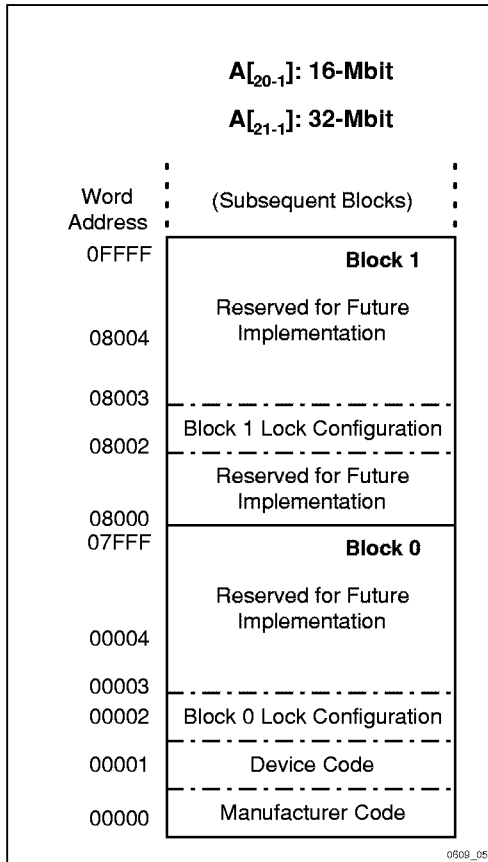 A[20-1]: 16-Mbit
A[21-1]: 32-Mbit
Word
Address
(Subsequent Blocks)
0FFFF
Block 1
Reserved for Future
Implementation
08004
08003
Block 1 Lock Configuration
08002
Reserved for Future
Implementation
08000
07FFF
Block 0
Reserved for Future
Implementation
00004
00003
00002
Block 0 Lock Configuration
00001
Device Code
00000
Manufacturer Code
0609_05